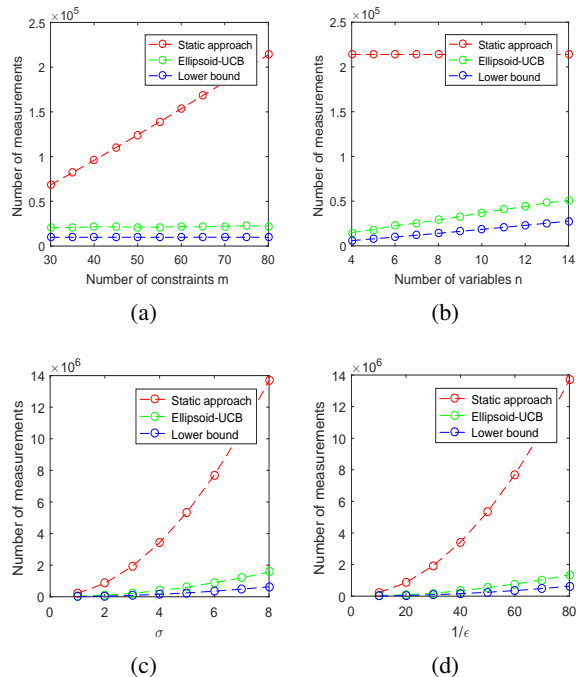 ×10^5
Static approach
Ellipsoid-UCB
Lower bound
Number of measurements
2.5
2
1.5
1
0.5
0
30 40 50 60 70 80
Number of constraints m
(a)
×10^5
Static approach
Ellipsoid-UCB
Lower bound
Number of measurements
2.5
2
1.5
1
0.5
0
4 6 8 10 12 14
Number of variables n
(b)
×10^6
Static approach
Ellipsoid-UCB
Lower bound
Number of measurements
14
12
10
8
6
4
2
0
0 2 4 6 8
σ
(c)
×10^6
Static approach
Ellipsoid-UCB
Lower bound
Number of measurements
14
12
10
8
6
4
2
0
0 20 40 60 80
1/ϵ
(d)